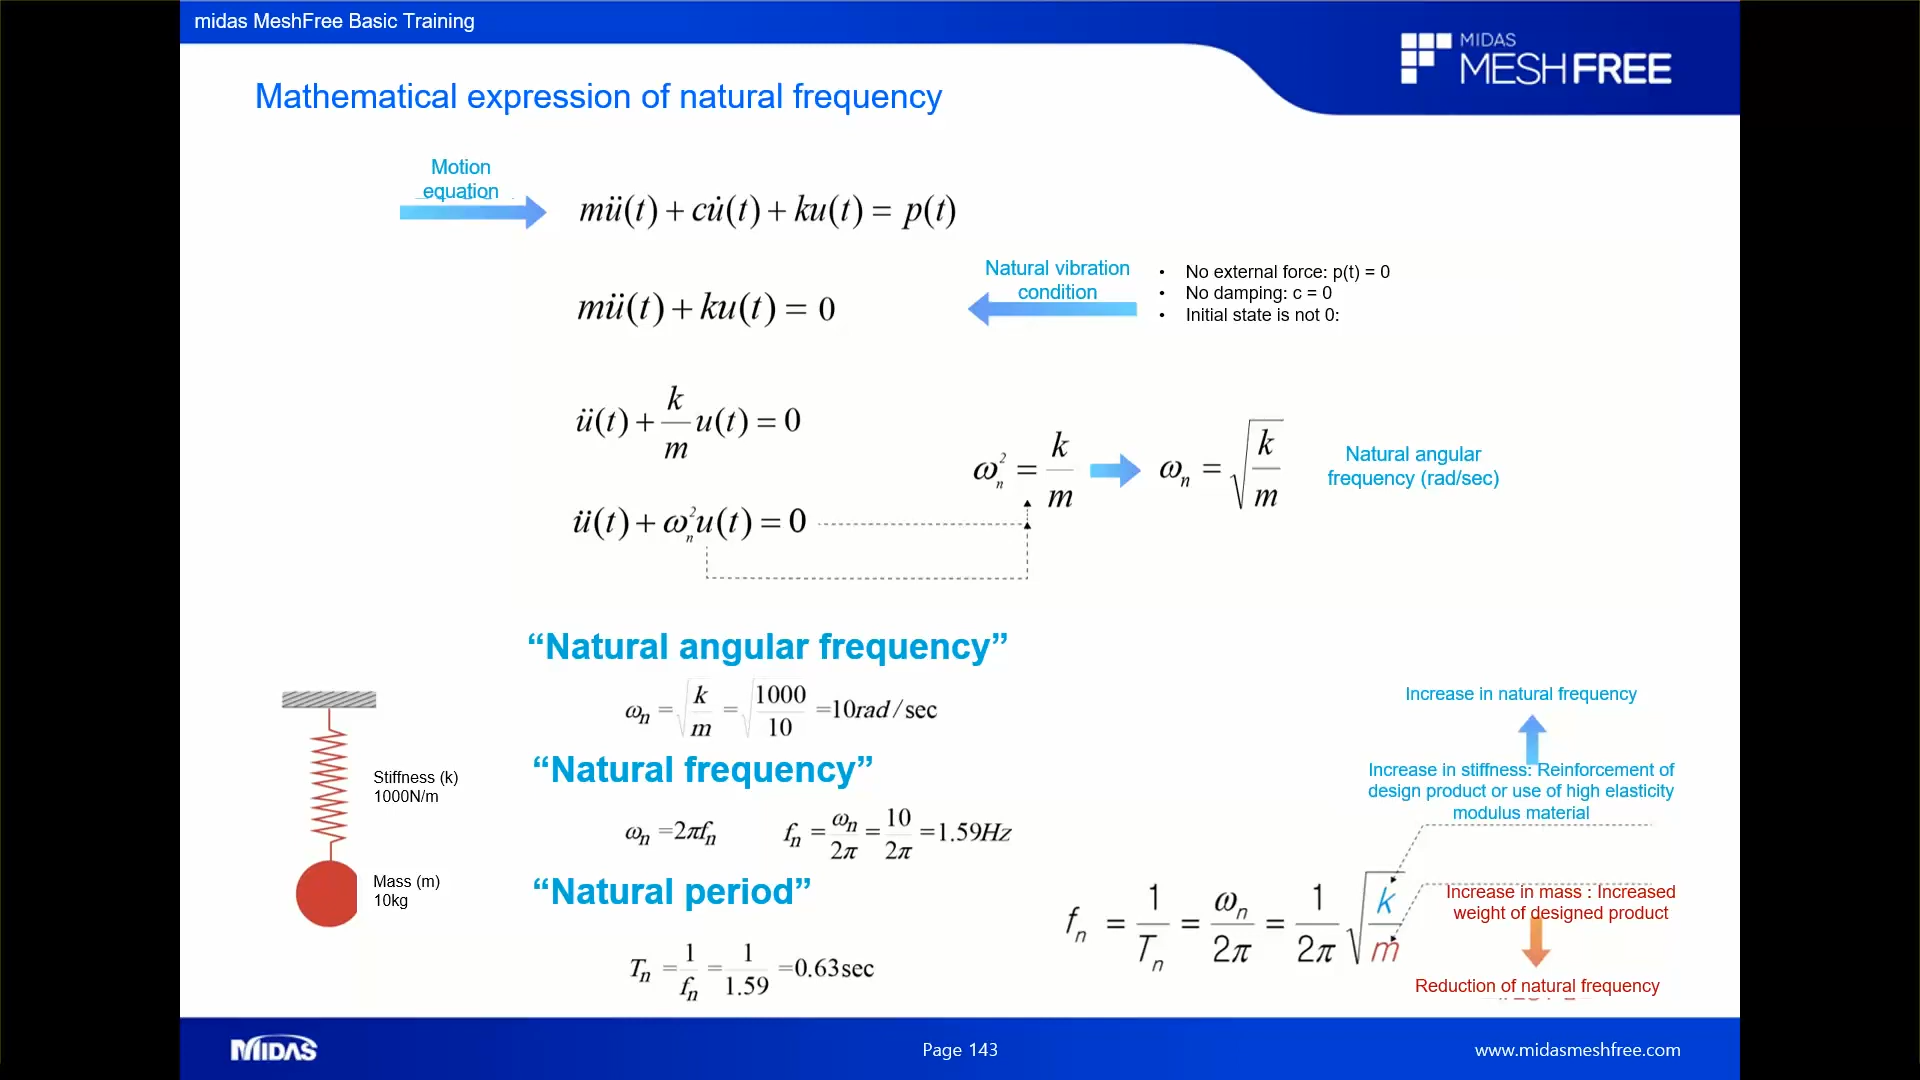 midas MeshFree Basic Training
MIDAS
MESHFREE
Mathematical expression of natural frequency
Motion
equation
mü(t) + cu̇(t) + ku(t) = p(t)
Natural vibration
condition
• No external force: p(t) = 0
• No damping: c = 0
• Initial state is not 0:
mü(t) + ku(t) = 0
ü(t) + k/m u(t) = 0
ωₙ² = k/m
ωₙ = √(k/m)
Natural angular
frequency (rad/sec)
ü(t) + ωₙ²u(t) = 0
“Natural angular frequency”
ωₙ = √(k/m) = √(1000/10) = 10rad / sec
“Natural frequency”
ωₙ = 2πfₙ
fₙ = ωₙ/2π = 10/2π = 1.59Hz
“Natural period”
Tₙ = 1/fₙ = 1/1.59 = 0.63 sec
Stiffness (k)
1000N/m
Mass (m)
10kg
Increase in natural frequency
Increase in stiffness: Reinforcement of
design product or use of high elasticity
modulus material
fₙ = 1/Tₙ = ωₙ/2π = 1/2π √(k/m)
Increase in mass : Increased
weight of designed product
Reduction of natural frequency
MIDAS
Page 143
www.midasmeshfree.com